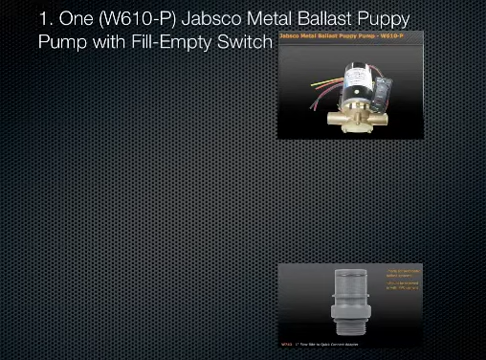 1. One (W610-P) Jabsco Metal Ballast Puppy
Pump with Fill-Empty Switch
Jabsco Metal Ballast Puppy Pump - W610-P